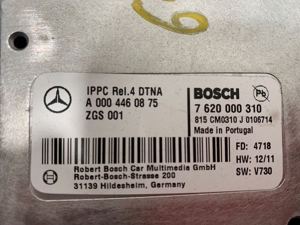 IPPC Rel.4 DTNA
A 000 446 08 75
ZGS 001
BOSCH
Pb
7 620 000 310
815 CM0310 J 0106714
Made in Portugal
FD: 4718
HW: 12/11
SW: V730
Robert Bosch Car Multimedia GmbH
Robert-Bosch-Strasse 200
31139 Hildesheim, Germany